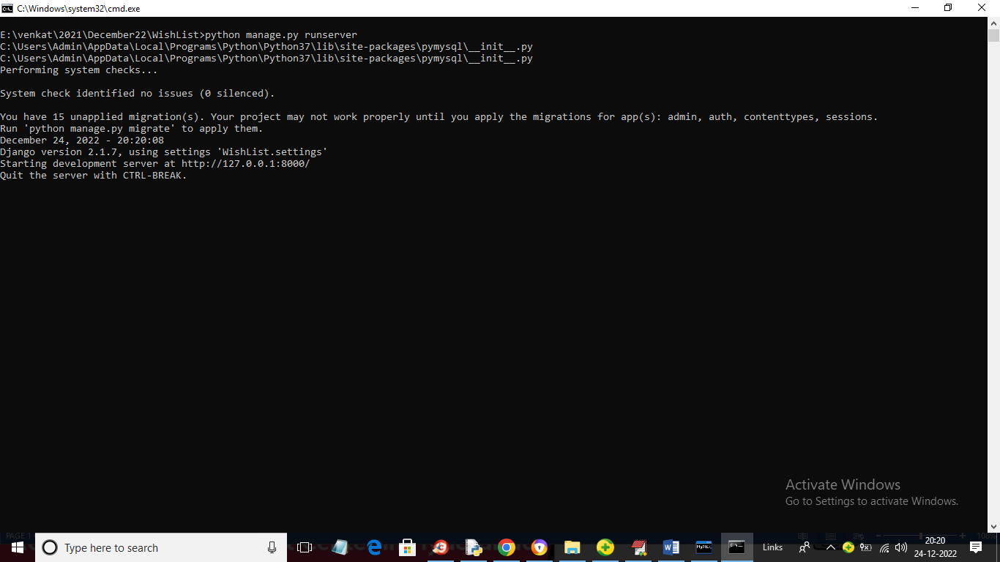 C:\Windows\system32\cmd.exe
E:\venkat\2021\December22\WishList>python manage.py runserver
C:\Users\Admin\AppData\Local\Programs\Python\Python37\lib\site-packages\pymysql\__init__.py
C:\Users\Admin\AppData\Local\Programs\Python\Python37\lib\site-packages\pymysql\__init__.py
Performing system checks...
System check identified no issues (0 silenced).
You have 15 unapplied migration(s). Your project may not work properly until you apply the migrations for app(s): admin, auth, contenttypes, sessions.
Run 'python manage.py migrate' to apply them.
December 24, 2022 - 20:20:08
Django version 2.1.7, using settings 'WishList.settings'
Starting development server at http://127.0.0.1:8000/
Quit the server with CTRL-BREAK.
Activate Windows
Go to Settings to activate Windows.
PAGE 1
100%
Type here to search
Links
20:20
24-12-2022